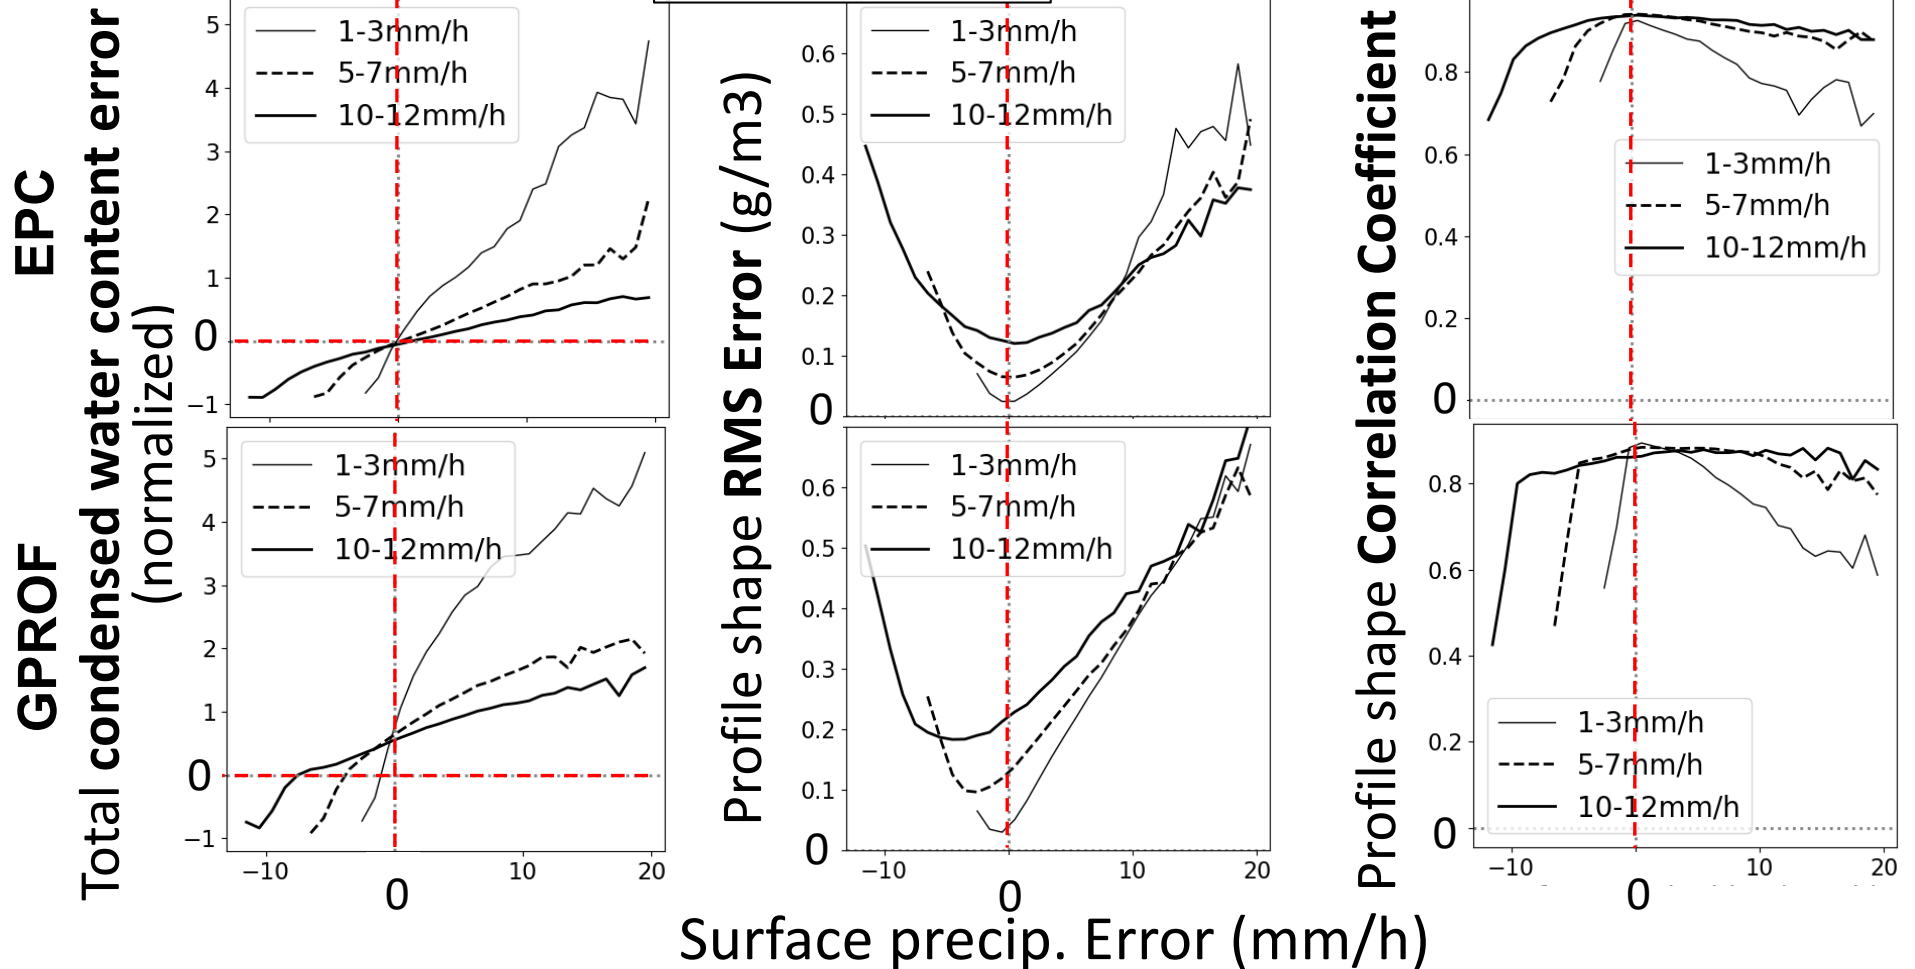 EPC
GPROF
Total condensed water content error
(normalized)
5
4
3
2
1
0
−1
1-3mm/h
5-7mm/h
10-12mm/h
Profile shape RMS Error (g/m3)
0.6
0.5
0.4
0.3
0.2
0.1
0
1-3mm/h
5-7mm/h
10-12mm/h
Profile shape Correlation Coefficient
0.8
0.6
0.4
0.2
0
1-3mm/h
5-7mm/h
10-12mm/h
5
4
3
2
1
0
−1
1-3mm/h
5-7mm/h
10-12mm/h
−10
0
10
20
0.6
0.5
0.4
0.3
0.2
0.1
0
1-3mm/h
5-7mm/h
10-12mm/h
−10
0
10
20
0.8
0.6
0.4
0.2
0
1-3mm/h
5-7mm/h
10-12mm/h
−10
0
10
20
Surface precip. Error (mm/h)